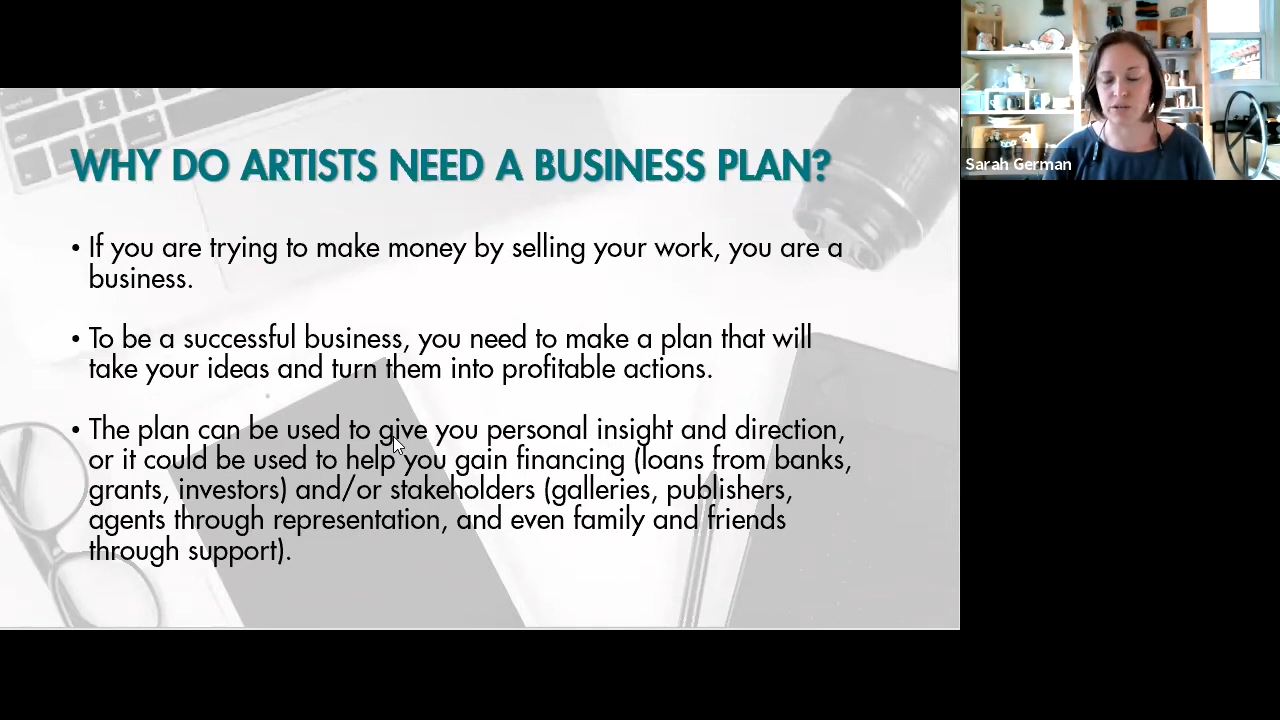 WHY DO ARTISTS NEED A BUSINESS PLAN?
• If you are trying to make money by selling your work, you are a
business.
• To be a successful business, you need to make a plan that will
take your ideas and turn them into profitable actions.
• The plan can be used to give you personal insight and direction,
or it could be used to help you gain financing (loans from banks,
grants, investors) and/or stakeholders (galleries, publishers,
agents through representation, and even family and friends
through support).
Sarah German